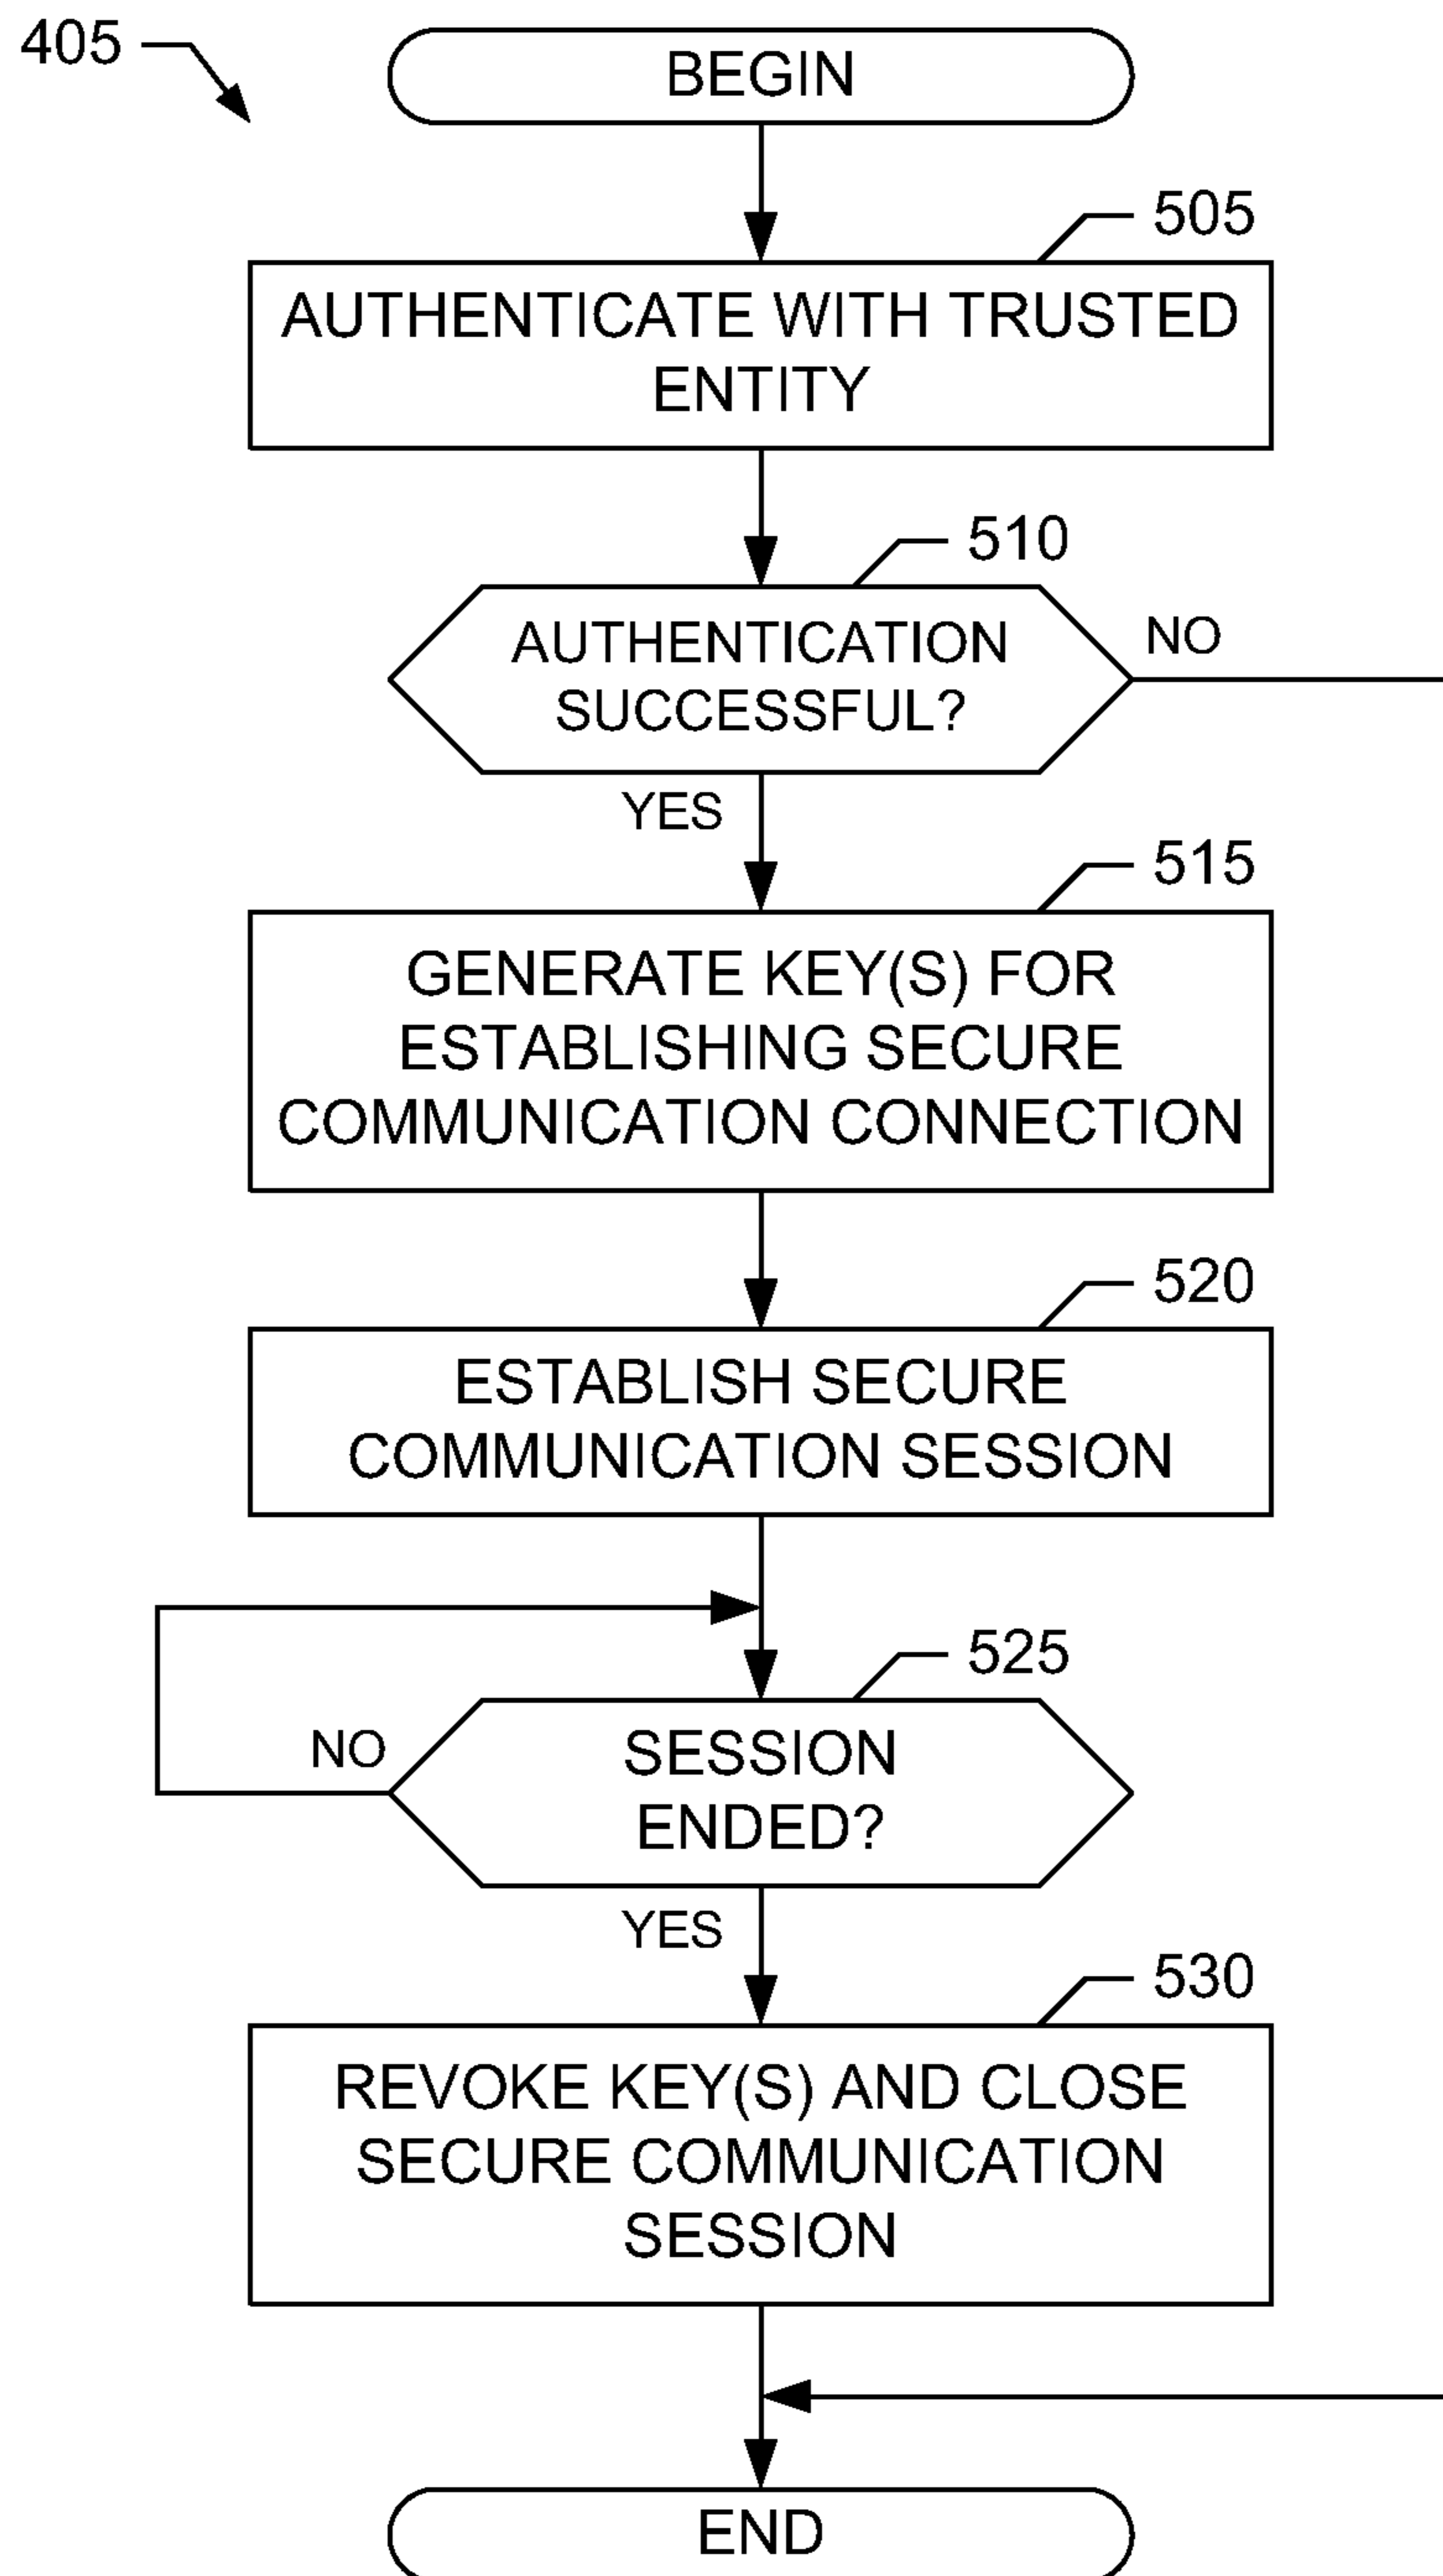 405
BEGIN
505
AUTHENTICATE WITH TRUSTED
ENTITY
510
AUTHENTICATION
SUCCESSFUL?
NO
YES
515
GENERATE KEY(S) FOR
ESTABLISHING SECURE
COMMUNICATION CONNECTION
520
ESTABLISH SECURE
COMMUNICATION SESSION
525
SESSION
ENDED?
NO
YES
530
REVOKE KEY(S) AND CLOSE
SECURE COMMUNICATION
SESSION
END